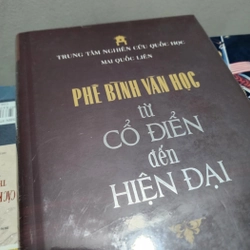 TRUNG TÂM NGHIÊN CỨU QUỐC HỌC
MAI QUỐC LIÊN
PHÊ BÌNH VĂN HỌC
từ
CỔ ĐIỂN
đến
HIỆN ĐẠI